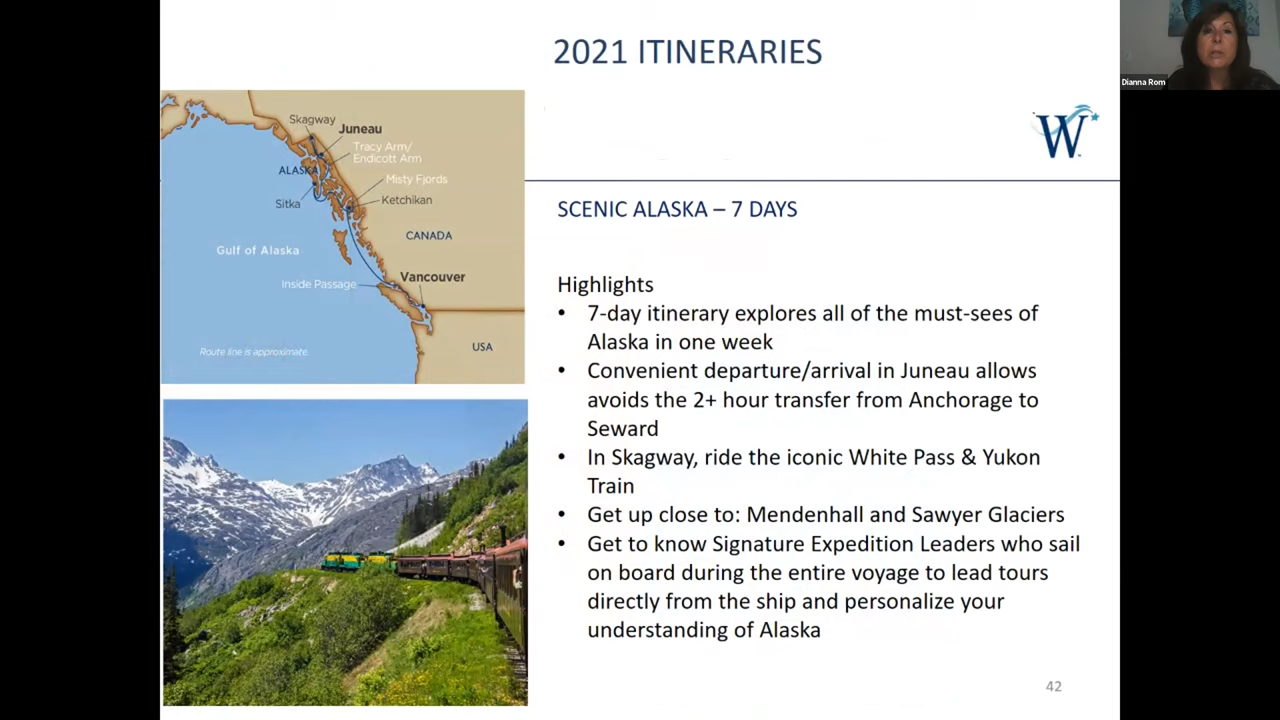 2021 ITINERARIES
Dianna Rom
W
Skagway
Juneau
Tracy Arm/
Endicott Arm
ALASKA
Misty Fjords
Sitka
Ketchikan
CANADA
Gulf of Alaska
Vancouver
Inside Passage
USA
Route line is approximate.
SCENIC ALASKA – 7 DAYS
Highlights
• 7-day itinerary explores all of the must-sees of
Alaska in one week
• Convenient departure/arrival in Juneau allows
avoids the 2+ hour transfer from Anchorage to
Seward
• In Skagway, ride the iconic White Pass & Yukon
Train
• Get up close to: Mendenhall and Sawyer Glaciers
• Get to know Signature Expedition Leaders who sail
on board during the entire voyage to lead tours
directly from the ship and personalize your
understanding of Alaska
42